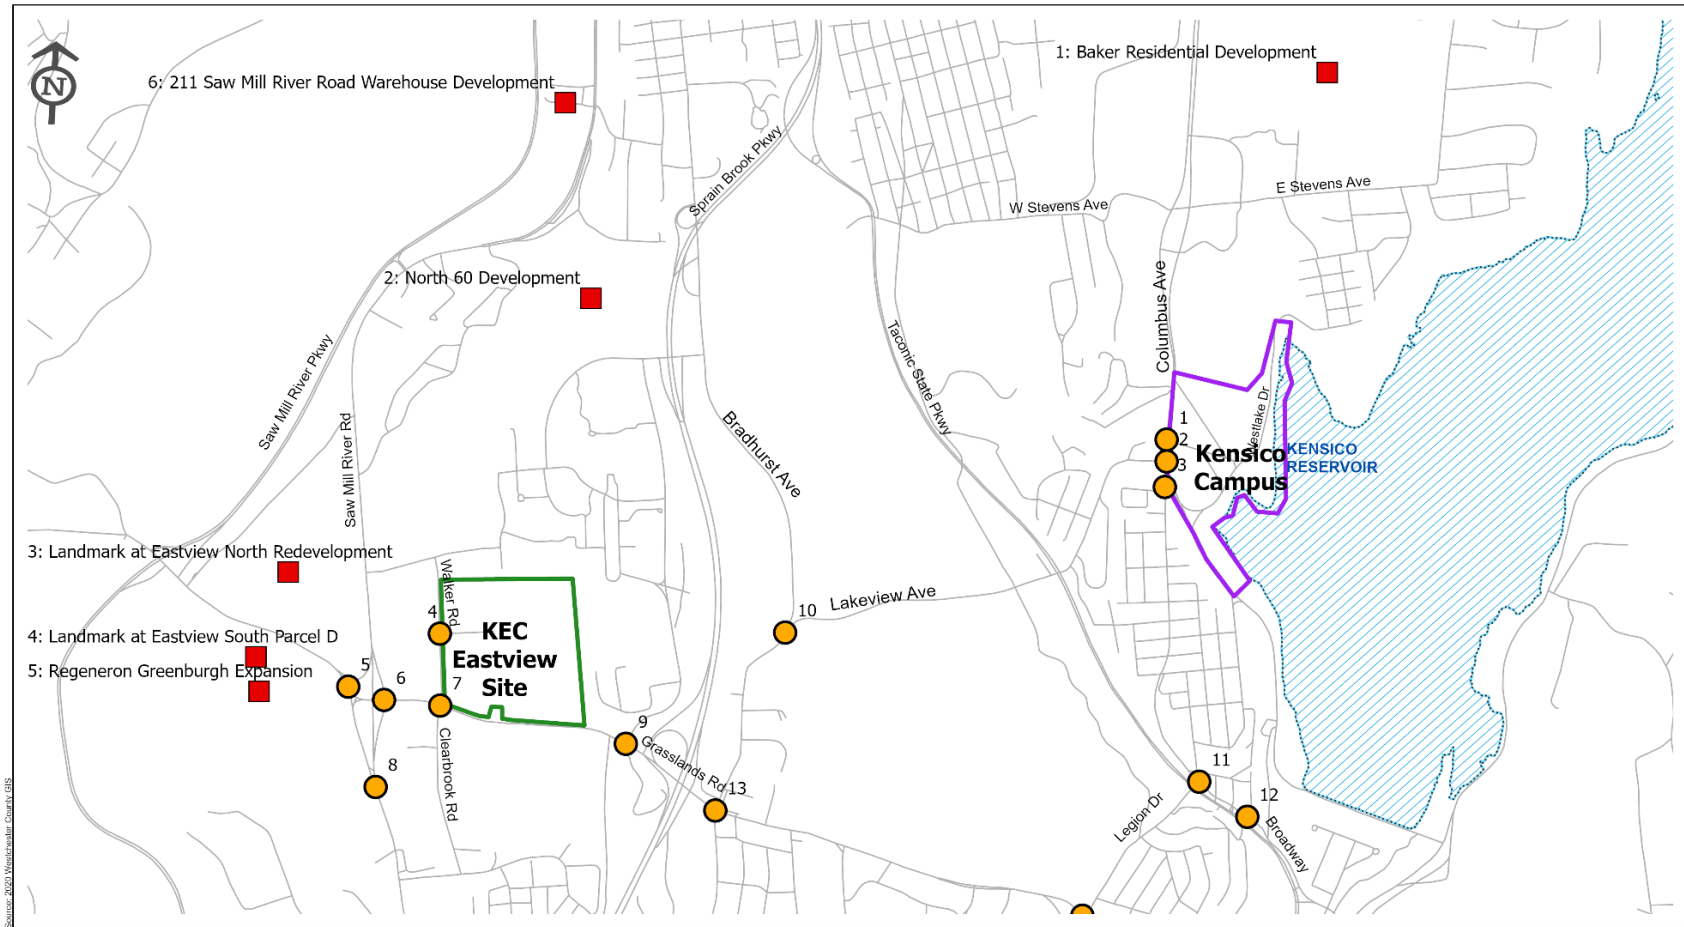 1: Baker Residential Development
N
6: 211 Saw Mill River Road Warehouse Development
Sprain Brook Pkwy
E Stevens Ave
W Stevens Ave
2: North 60 Development
Columbus Ave
Saw Mill River Pkwy
Taconic State Pkwy
Westlake Dr
Saw Mill River Rd
Bradhurst Ave
1
2
3
Kensico
Campus
KENSICO
RESERVOIR
3: Landmark at Eastview North Redevelopment
Walker Rd
Lakeview Ave
10
4
KEC
Eastview
Site
4: Landmark at Eastview South Parcel D
5: Regeneron Greenburgh Expansion
5
6
7
9
Grasslands Rd
Clearbrook Rd
8
13
11
12
Legion Dr
Broadway
Source: 2020 Westchester County GIS